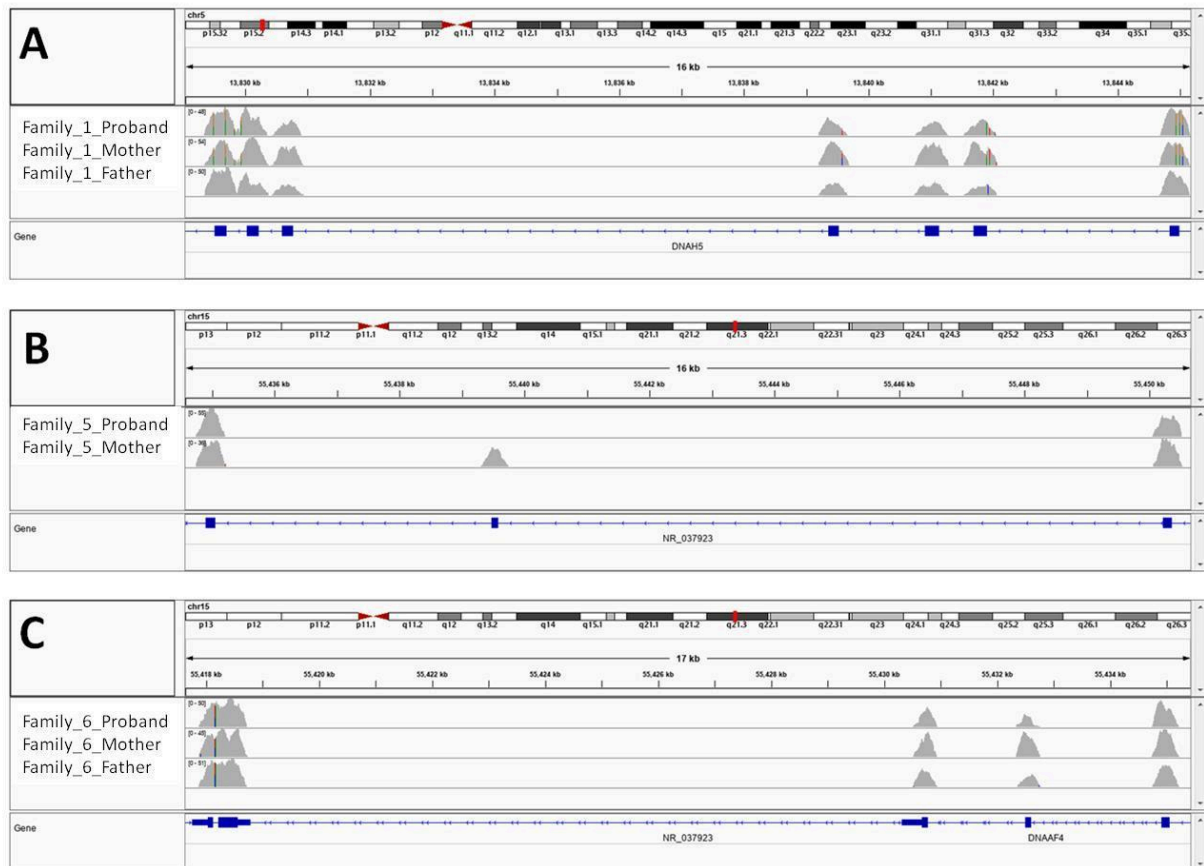 A
chr5
p15.32 p15.2 p14.3 p14.1 p13.2 p12 q11.1 q11.2 q12.1 q13.1 q13.3 q14.2 q14.3 q15 q21.1 q21.3 q22.2 q23.1 q23.2 q31.1 q31.3 q32 q33.2 q34 q35.1 q35.
16 kb
13,830 kb 13,832 kb 13,834 kb 13,836 kb 13,838 kb 13,840 kb 13,842 kb 13,844 kb
Family_1_Proband
Family_1_Mother
Family_1_Father
Gene
DNAH5
B
chr15
p13 p12 p11.2 p11.1 q11.2 q12 q13.2 q14 q15.1 q21.1 q21.2 q21.3 q22.1 q22.31 q23 q24.1 q24.3 q25.2 q25.3 q26.1 q26.2 q26.3
16 kb
55,436 kb 55,438 kb 55,440 kb 55,442 kb 55,444 kb 55,446 kb 55,448 kb 55,450 kb
Family_5_Proband
Family_5_Mother
Gene
NR_037923
C
chr15
p13 p12 p11.2 p11.1 q11.2 q12 q13.2 q14 q15.1 q21.1 q21.2 q21.3 q22.1 q22.31 q23 q24.1 q24.3 q25.2 q25.3 q26.1 q26.2 q26.3
17 kb
55,418 kb 55,420 kb 55,422 kb 55,424 kb 55,426 kb 55,428 kb 55,430 kb 55,432 kb 55,434 kb
Family_6_Proband
Family_6_Mother
Family_6_Father
Gene
NR_037923 DNAAF4